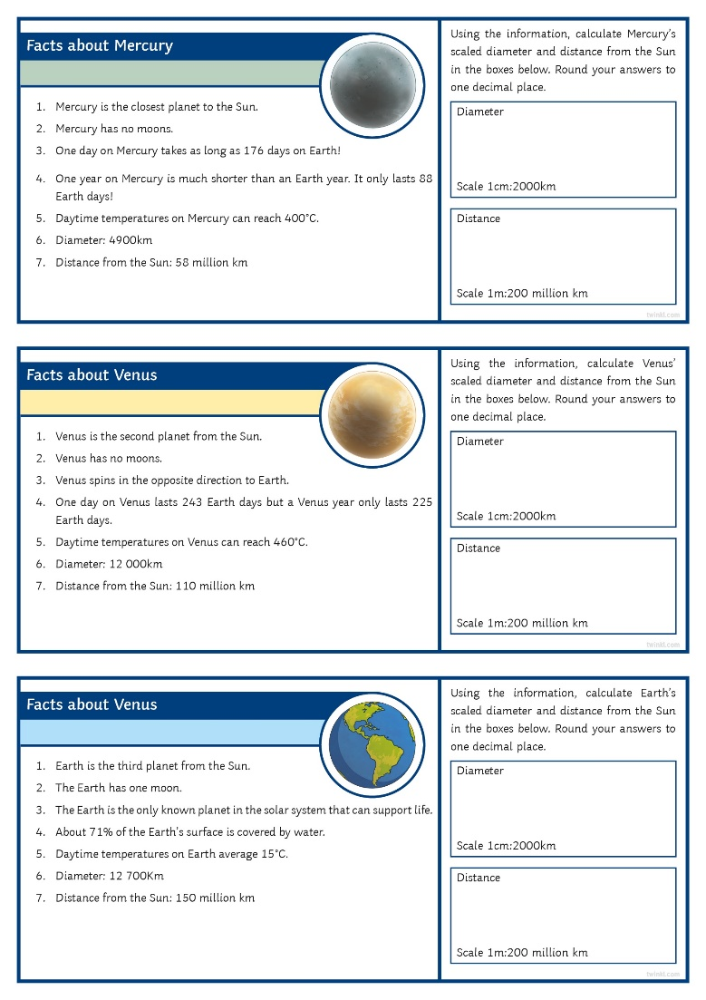 Facts about Mercury
1. Mercury is the closest planet to the Sun.
2. Mercury has no moons.
3. One day on Mercury takes as long as 176 days on Earth!
4. One year on Mercury is much shorter than an Earth year. It only lasts 88
Earth days!
5. Daytime temperatures on Mercury can reach 400°C.
6. Diameter: 4900km
7. Distance from the Sun: 58 million km
Using the information, calculate Mercury's
scaled diameter and distance from the Sun
in the boxes below. Round your answers to
one decimal place.
Diameter
Scale 1cm:2000km
Distance
Scale 1m:200 million km
twinkl.com
Facts about Venus
1. Venus is the second planet from the Sun.
2. Venus has no moons.
3. Venus spins in the opposite direction to Earth.
4. One day on Venus lasts 243 Earth days but a Venus year only lasts 225
Earth days.
5. Daytime temperatures on Venus can reach 460°C.
6. Diameter: 12 000km
7. Distance from the Sun: 110 million km
Using the information, calculate Venus'
scaled diameter and distance from the Sun
in the boxes below. Round your answers to
one decimal place.
Diameter
Scale 1cm:2000km
Distance
Scale 1m:200 million km
twinkl.com
Facts about Venus
1. Earth is the third planet from the Sun.
2. The Earth has one moon.
3. The Earth is the only known planet in the solar system that can support life.
4. About 71% of the Earth's surface is covered by water.
5. Daytime temperatures on Earth average 15°C.
6. Diameter: 12 700Km
7. Distance from the Sun: 150 million km
Using the information, calculate Earth's
scaled diameter and distance from the Sun
in the boxes below. Round your answers to
one decimal place.
Diameter
Scale 1cm:2000km
Distance
Scale 1m:200 million km
twinkl.com